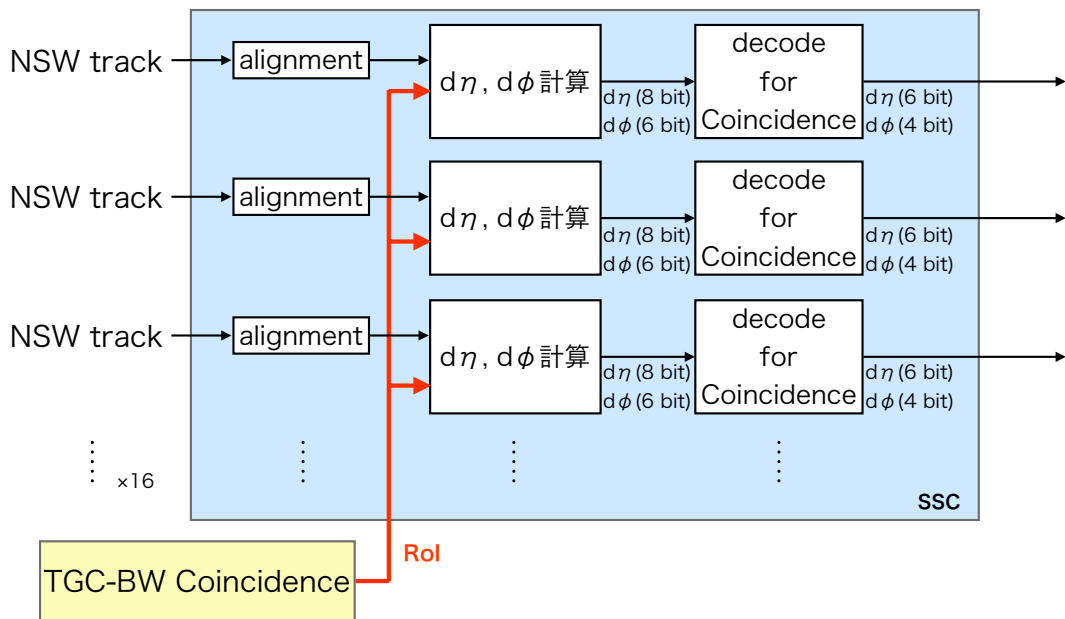 NSW track
alignment
dη, dφ計算
dη(8 bit)
dφ(6 bit)
decode
for
Coincidence
dη(6 bit)
dφ(4 bit)
NSW track
alignment
dη, dφ計算
dη(8 bit)
dφ(6 bit)
decode
for
Coincidence
dη(6 bit)
dφ(4 bit)
NSW track
alignment
dη, dφ計算
dη(8 bit)
dφ(6 bit)
decode
for
Coincidence
dη(6 bit)
dφ(4 bit)
×16
SSC
RoI
TGC-BW Coincidence